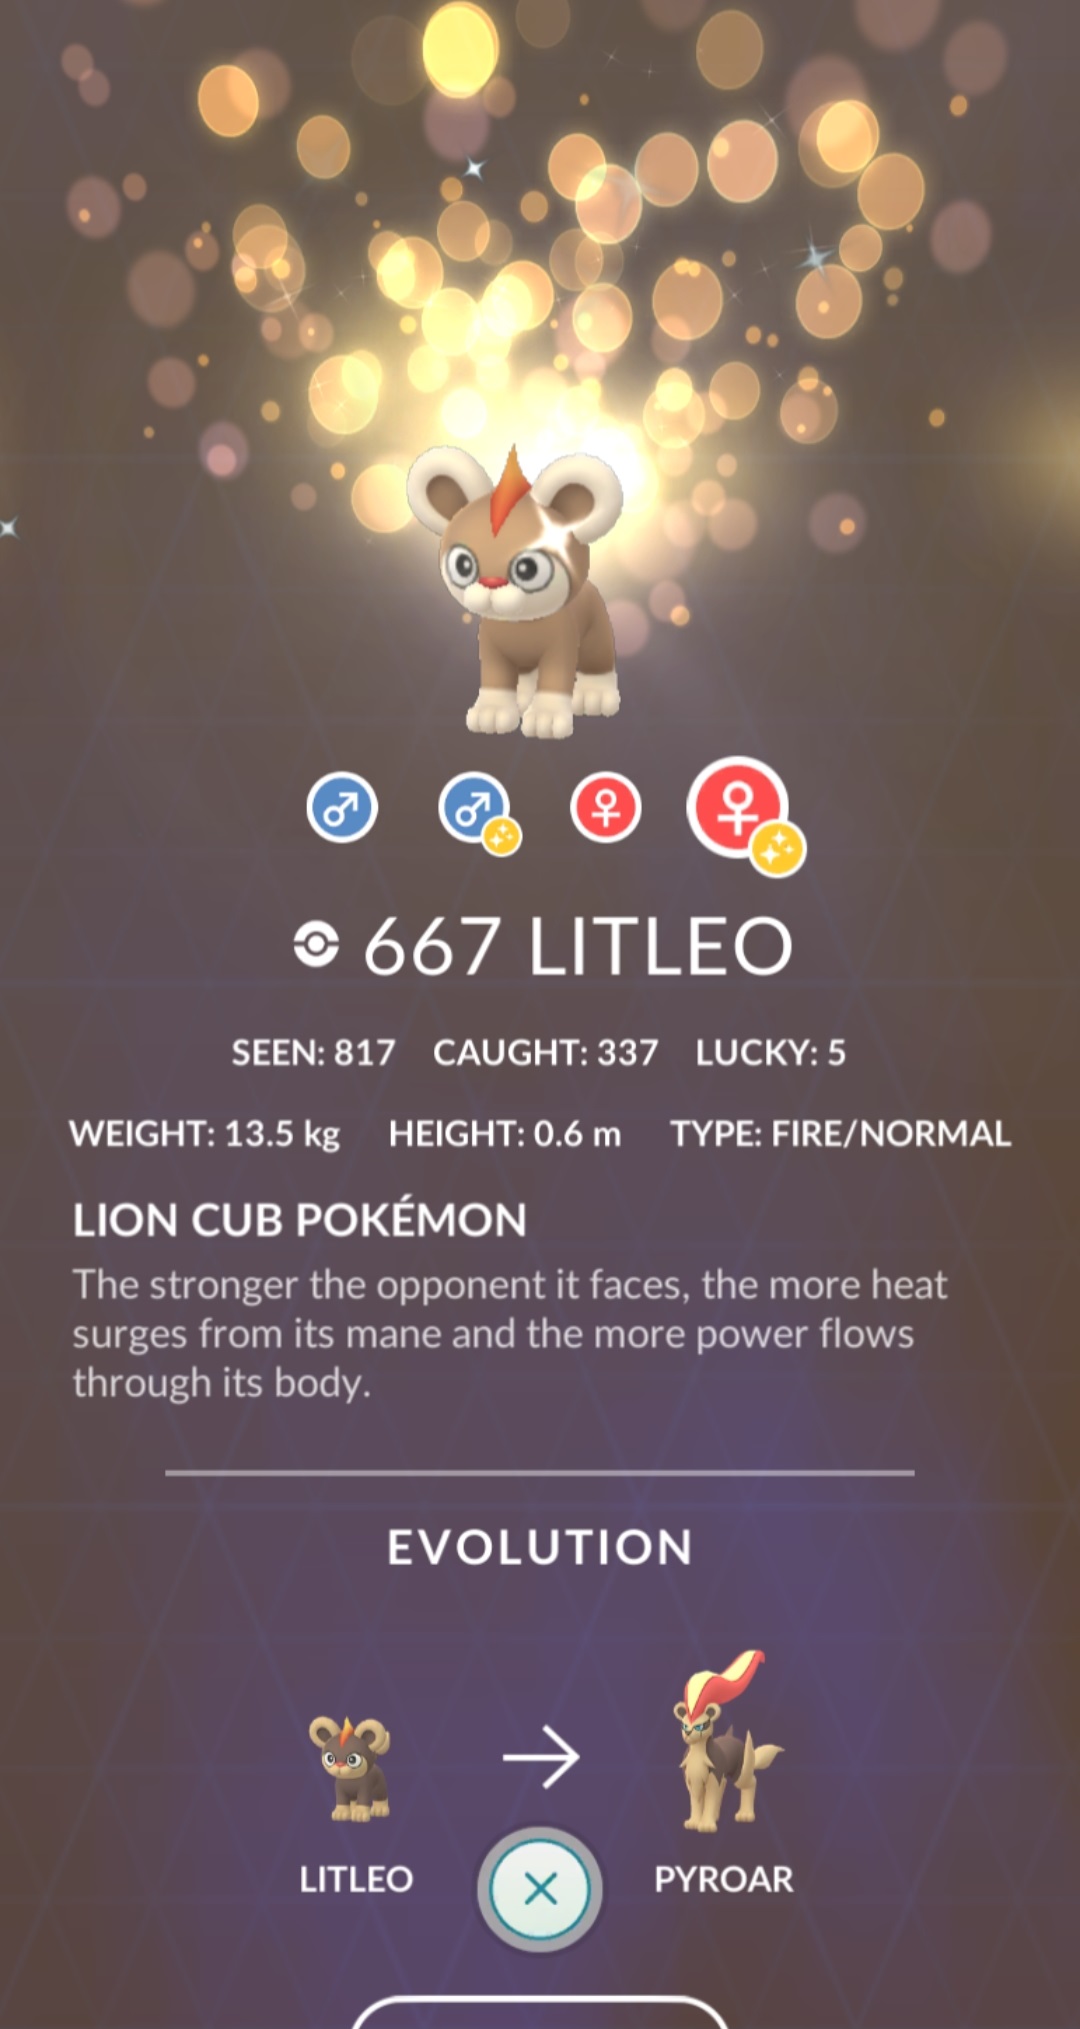 667 LITLEO
SEEN: 817 CAUGHT: 337 LUCKY: 5
WEIGHT: 13.5 kg HEIGHT: 0.6 m TYPE: FIRE/NORMAL
LION CUB POKÉMON
The stronger the opponent it faces, the more heat
surges from its mane and the more power flows
through its body.
EVOLUTION
LITLEO PYROAR